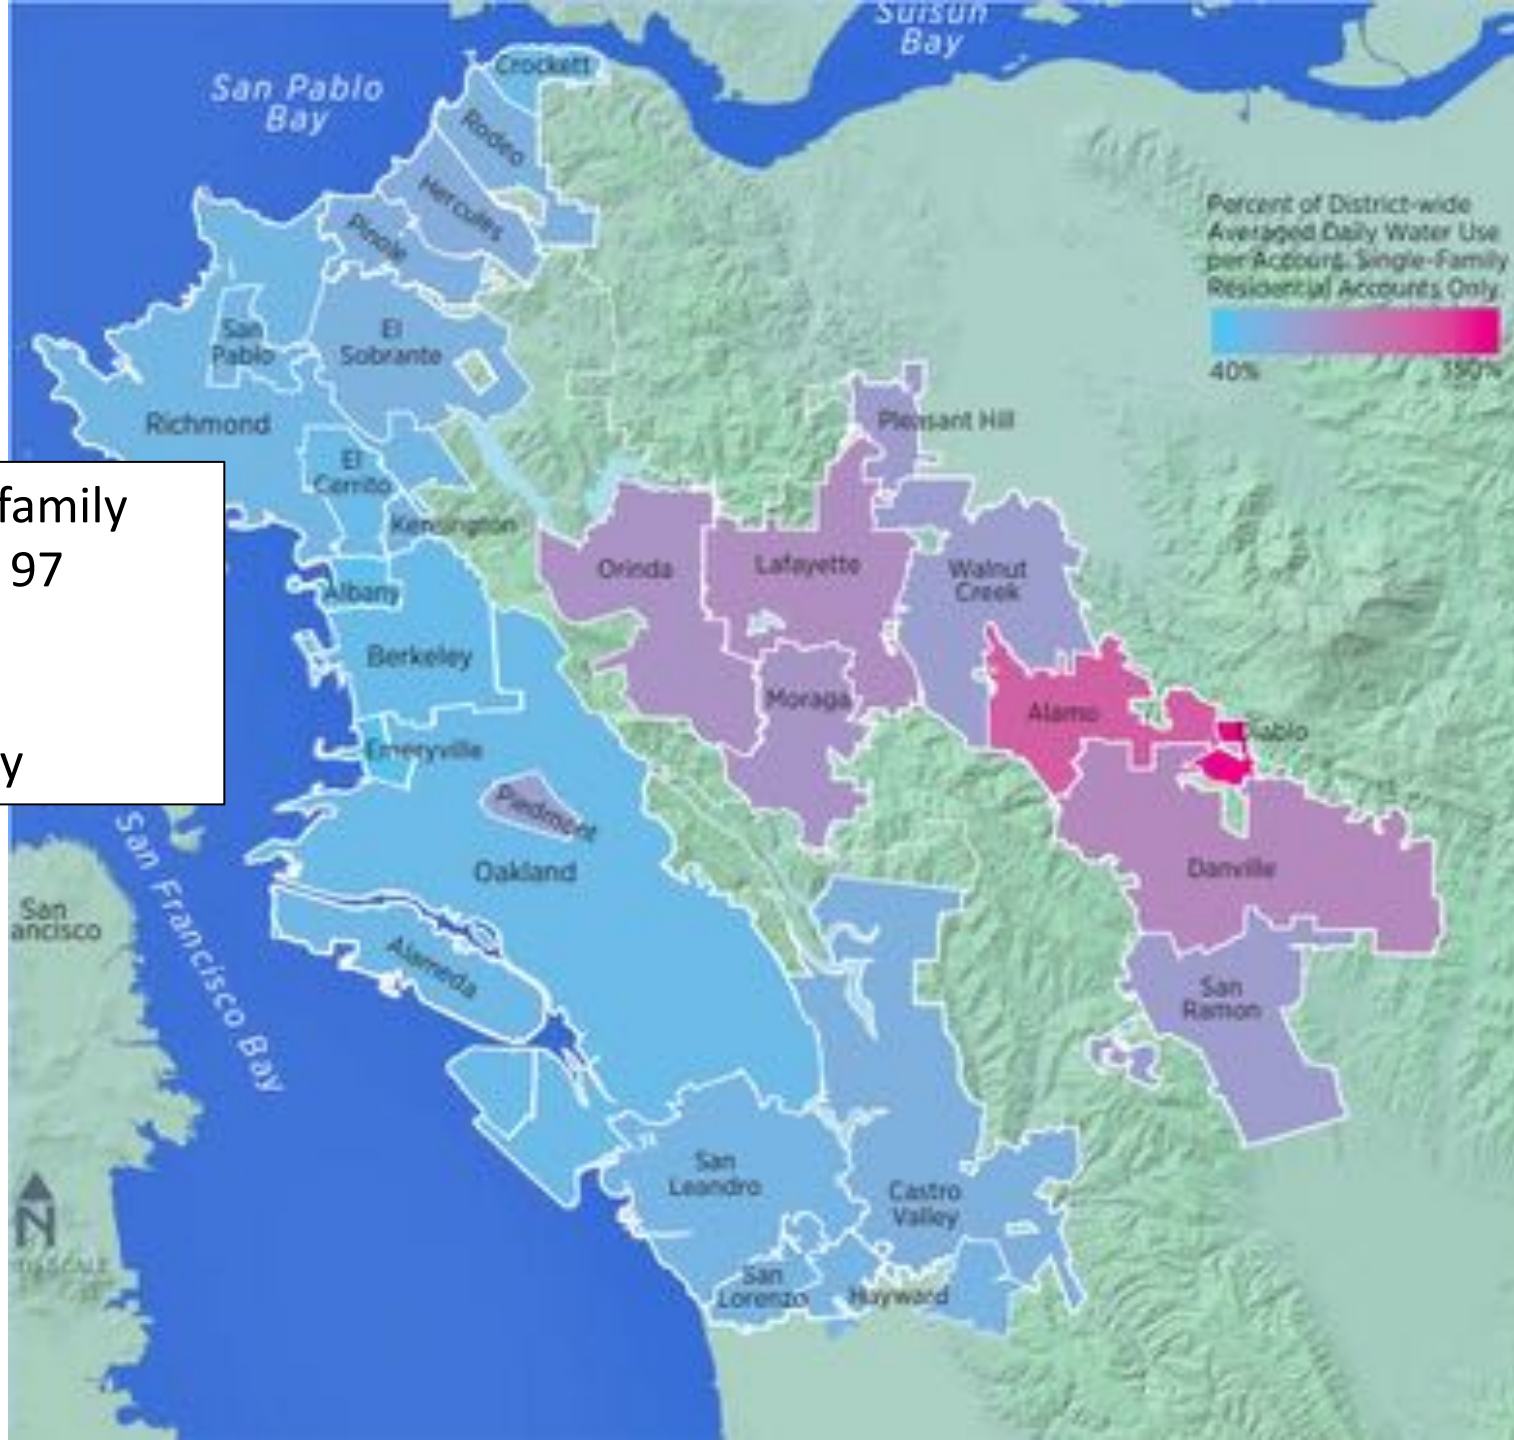 Suisun
Bay
Crockett
San Pablo
Bay
Rodeo
Hercules
Pinole
Percent of District-wide
Averaged Daily Water Use
per Account. Single-Family
Residential Accounts Only.
40%
El
Sobrante
San
Pablo
Richmond
Pleasant Hill
El
Cerrito
family
97
y
Kensington
Orinda
Lafayette
Walnut
Creek
Albany
Berkeley
Moraga
Alamo
Diablo
Emeryville
Piedmont
Oakland
Danville
San Francisco Bay
San
ancisco
Alameda
San
Ramon
San
Leandro
Castro
Valley
N
San
Lorenzo
Hayward